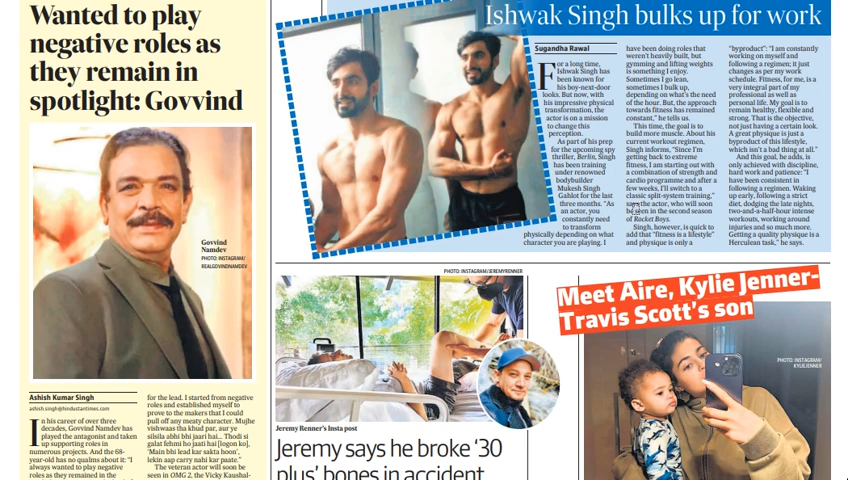 Wanted to play
negative roles as
they remain in
spotlight: Govvind
Govvind
Namdev
PHOTO: INSTAGRAM/
REALGOVINDNAMDEV
Ashish Kumar Singh
ashish.singh@hindustantimes.com
In his career of over three
decades, Govvind Namdev has
played the antagonist and taken
up supporting roles in
numerous projects. And the 68-
year-old has no qualms about it: “I
always wanted to play negative
roles as they remained in the
for the lead. I started from negative
roles and established myself to
prove to the makers that I could
pull off any meaty character. Mujhe
vishwas tha khud par, aur ye
silsila abhi bhi jaari hai... Thodi si
galat fehmi ho jaati hai [logon ko],
‘Main bhi lead kar sakta hoon’,
lekin aap carry nahi kar paate.”
The veteran actor will soon be
seen in OMG 2, the Vicky Kaushal-
Ishwak Singh bulks up for work
Sugandha Rawal
For a long time,
Ishwak Singh has
been known for
his boy-next-door
looks. But now, with
his impressive physical
transformation, the
actor is on a mission
to change this
perception.
As part of his prep
for the upcoming spy
thriller, Berlin, Singh
has been training
under renowned
bodybuilder
Mukesh Singh
Gahlot for the last
three months. “As
an actor, you
constantly need
to transform
physically depending on what
character you are playing. I
have been doing roles that
weren’t heavily built, but
gymming and lifting weights
is something I enjoy.
Sometimes I go lean,
sometimes I bulk up,
depending on what’s the need
of the hour. But, the approach
towards fitness has remained
constant,” he tells us.
This time, the goal is to
build more muscle. About his
current workout regimen,
Singh informs, “Since I’m
getting back to extreme
fitness, I am starting out with
a combination of strength and
cardio programme and after a
few weeks, I’ll switch to a
classic split-system training,”
says the actor, who will soon
be seen in the second season
of Rocket Boys.
Singh, however, is quick to
add that “fitness is a lifestyle”
and physique is only a
“byproduct”: “I am constantly
working on myself and
following a regimen; it just
changes as per my work
schedule. Fitness, for me, is a
very integral part of my
professional as well as
personal life. My goal is to
remain healthy, flexible and
strong. That is the objective,
not just having a certain look.
A great physique is just a
byproduct of this lifestyle,
which isn’t a bad thing at all.”
And this goal, he adds, is
only achieved with discipline,
hard work and patience: “I
have been consistent in
following a regimen. Waking
up early, following a strict
diet, dodging the late nights,
two-and-a-half-hour intense
workouts, working around
injuries and so much more.
Getting a quality physique is a
Herculean task,” he says.
PHOTO: INSTAGRAM/JEREMYRENNER
Jeremy Renner’s Insta post
Jeremy says he broke ‘30
plus’ bones in accident
Meet Aire, Kylie Jenner-
Travis Scott’s son
PHOTO: INSTAGRAM/
KYLIEJENNER